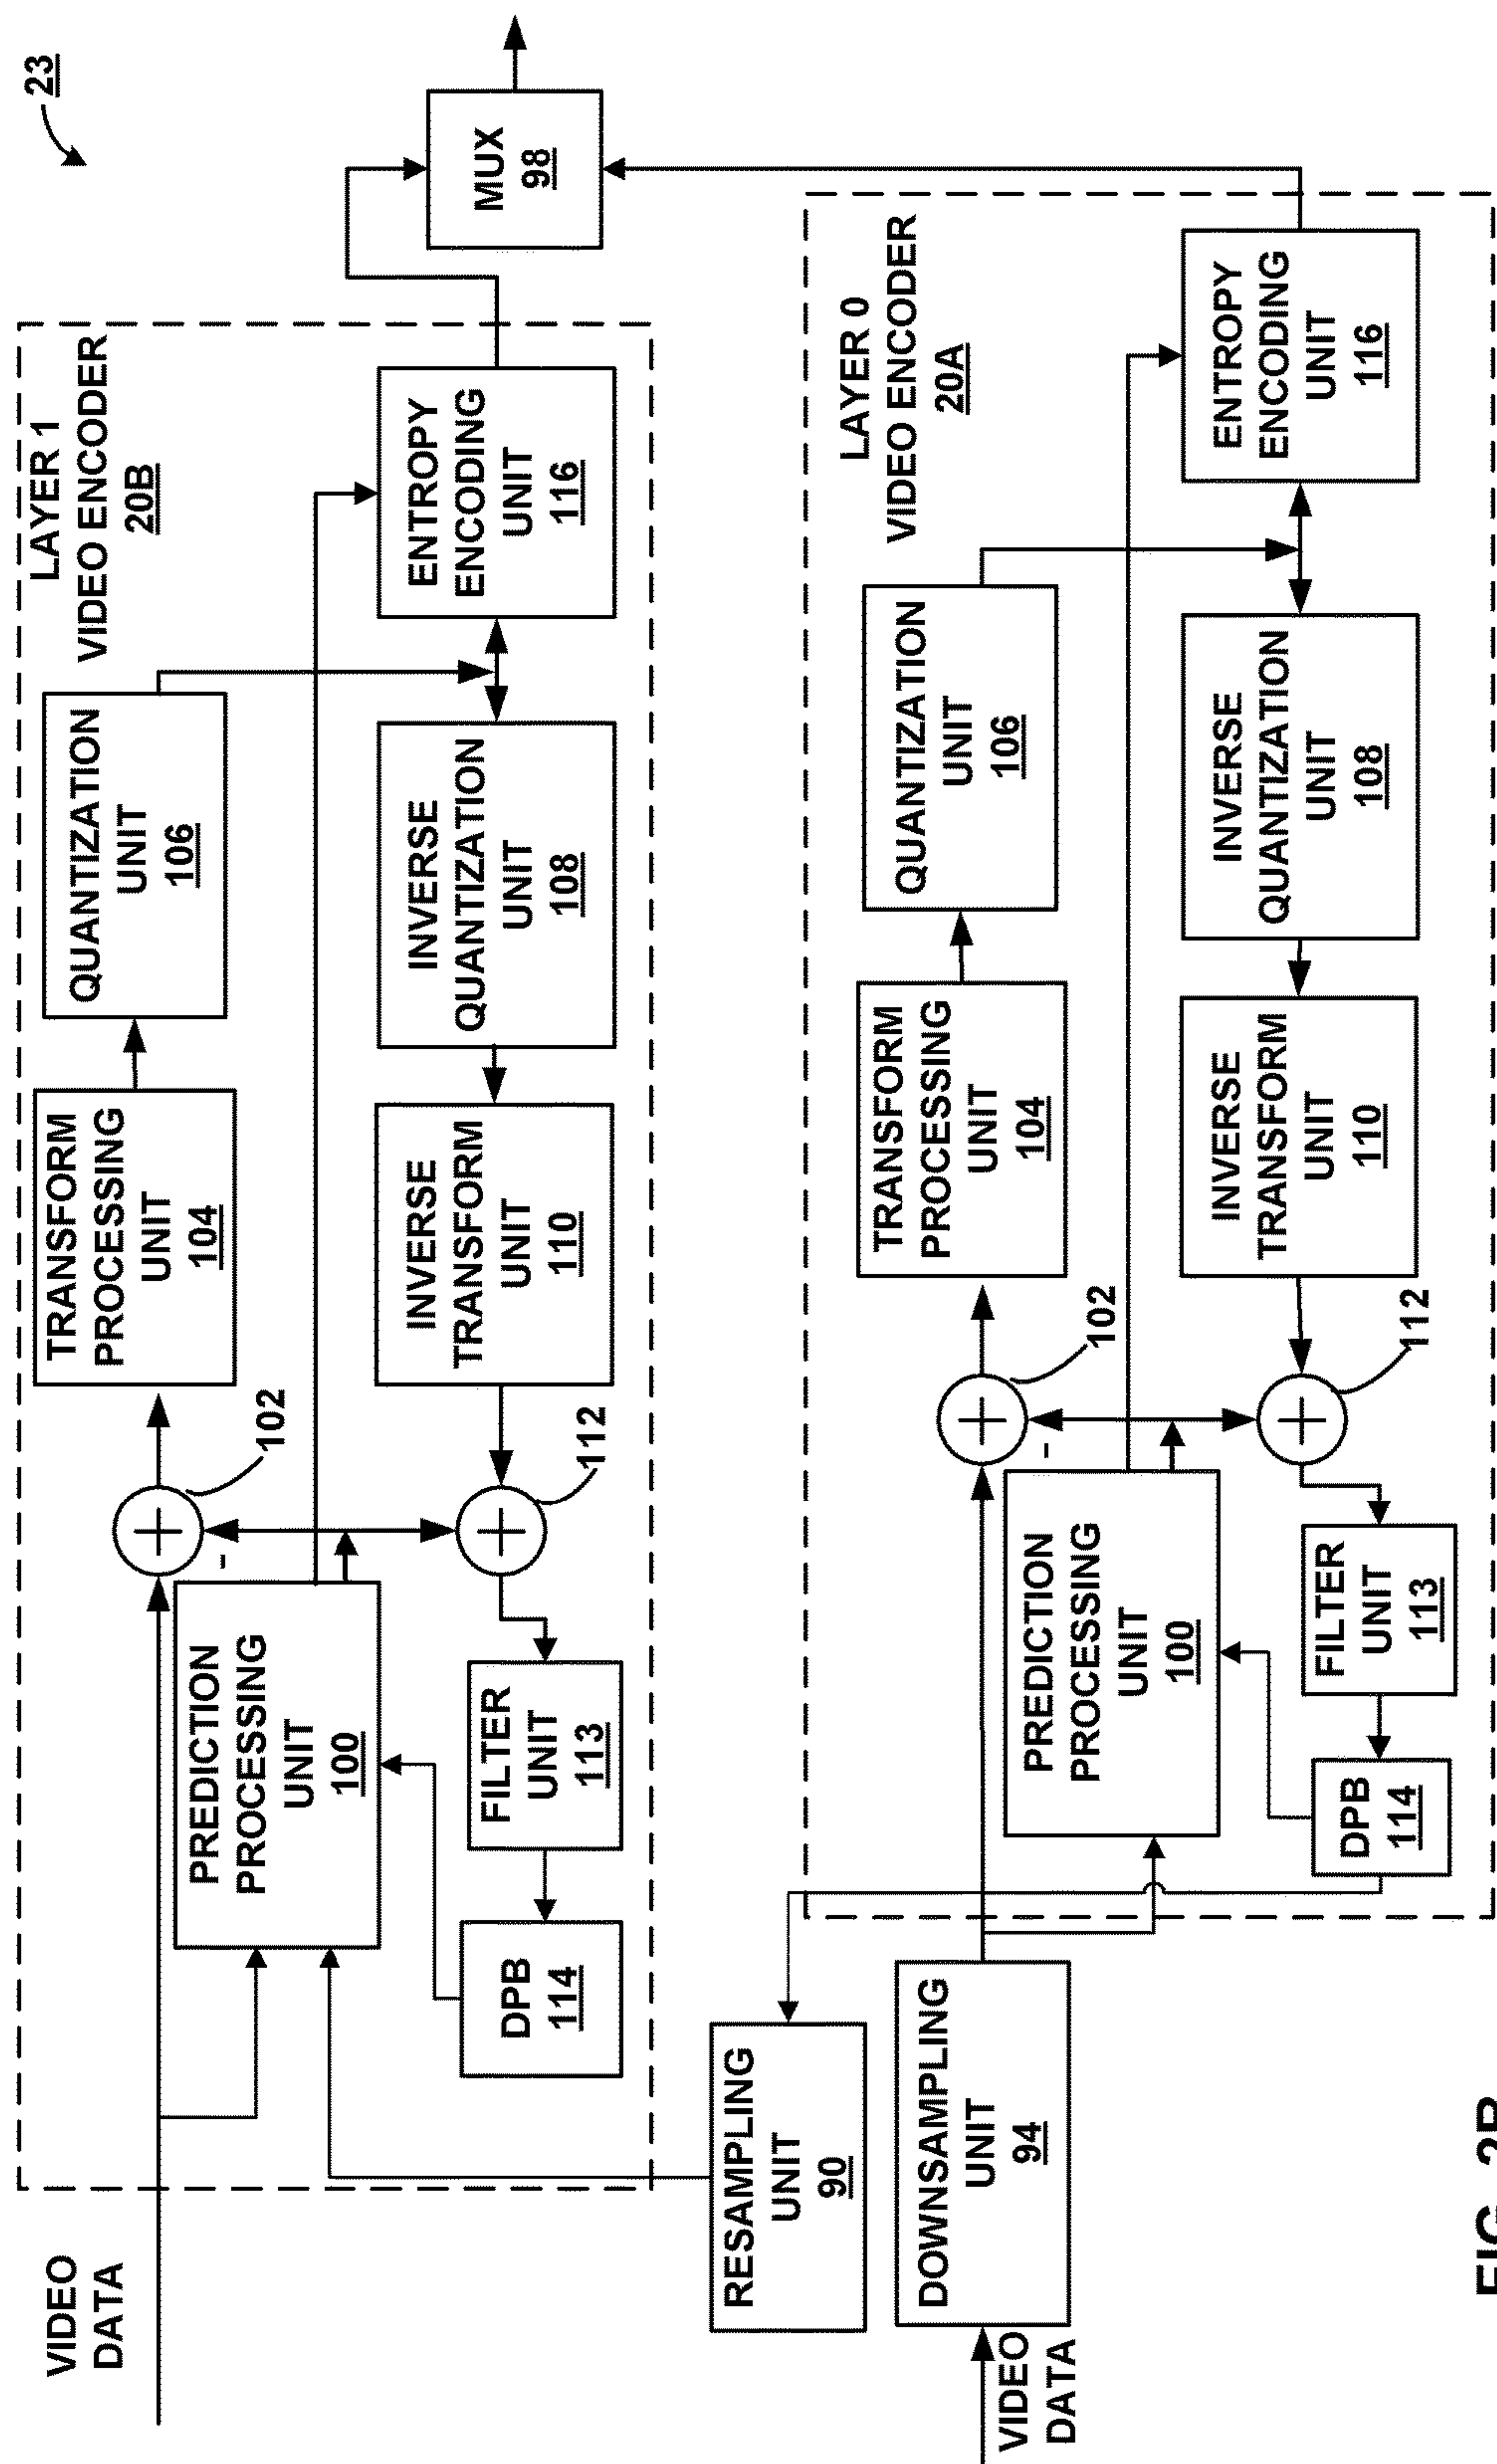 23
VIDEO
DATA
LAYER 1
VIDEO ENCODER
20B
PREDICTION
PROCESSING
UNIT
100
-
102
TRANSFORM
PROCESSING
UNIT
104
QUANTIZATION
UNIT
106
DPB
114
FILTER
UNIT
113
112
INVERSE
TRANSFORM
UNIT
110
INVERSE
QUANTIZATION
UNIT
108
ENTROPY
ENCODING
UNIT
116
MUX
98
RESAMPLING
UNIT
90
DOWNSAMPLING
UNIT
94
VIDEO
DATA
LAYER 0
VIDEO ENCODER
20A
PREDICTION
PROCESSING
UNIT
100
-
102
TRANSFORM
PROCESSING
UNIT
104
QUANTIZATION
UNIT
106
DPB
114
FILTER
UNIT
113
112
INVERSE
TRANSFORM
UNIT
110
INVERSE
QUANTIZATION
UNIT
108
ENTROPY
ENCODING
UNIT
116
FIG. 2B